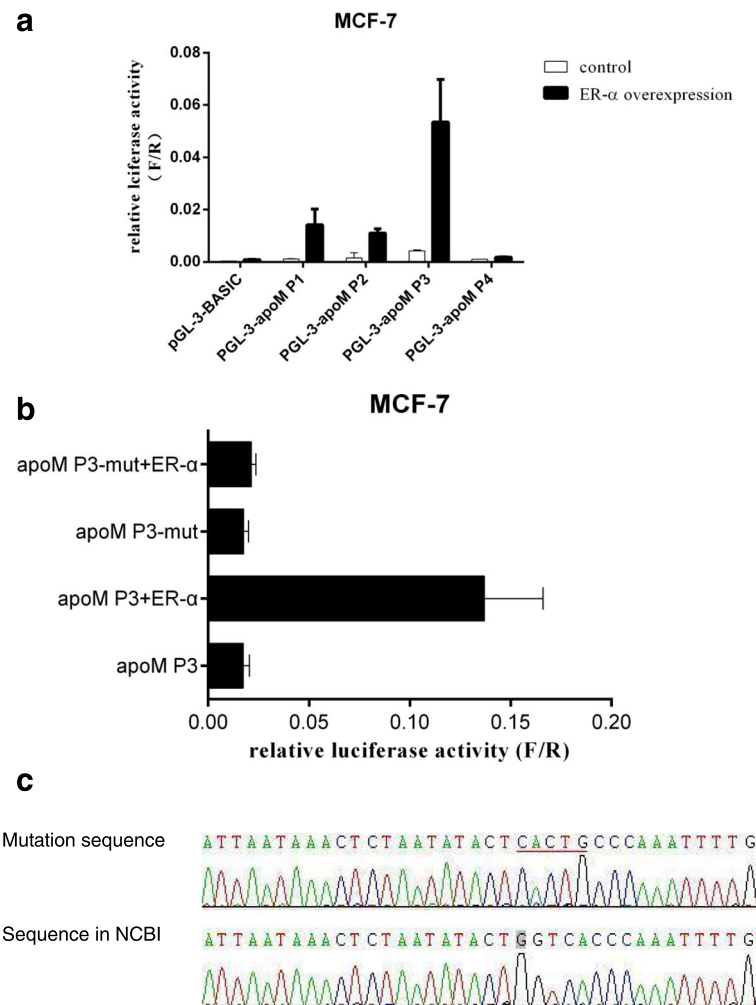 a
MCF-7
relative lciferase activity
(F/R)
0.08
0.06
0.04
0.02
0.00
control
ER-α overexpression
pGL-3-BASIC
PGL-3-apoM P1
PGL-3-apoM P2
PGL-3-apoM P3
PGL-3-apoM P4
b
MCF-7
apoM P3-mut+ER-α
apoM P3-mut
apoM P3+ER-α
apoM P3
0.00 0.05 0.10 0.15 0.20
relative luciferase activity (F/R)
c
Mutation sequence
ATTAATAAACTCTAATATACTCACTGCCCAAATTTTG
Sequence in NCBI
ATTAATAAACTCTAATATACTGGTCACCCAAATTTTG